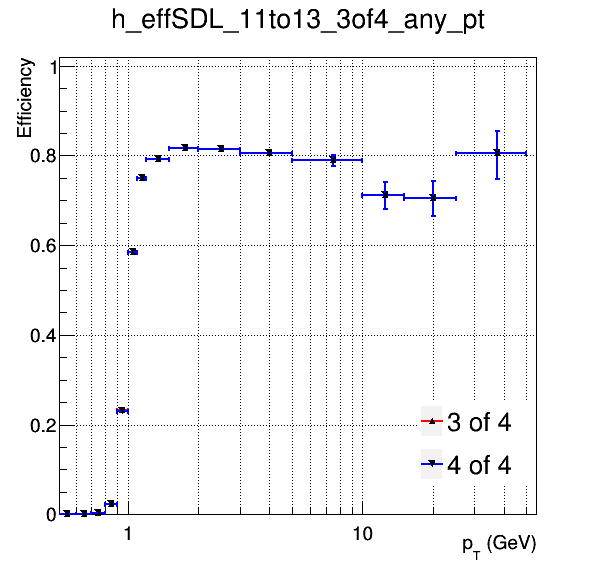 h_effSDL_11to13_3of4_any_pt
Efficiency
1
0.8
0.6
0.4
0.2
0
3 of 4
4 of 4
1
10
p_T (GeV)